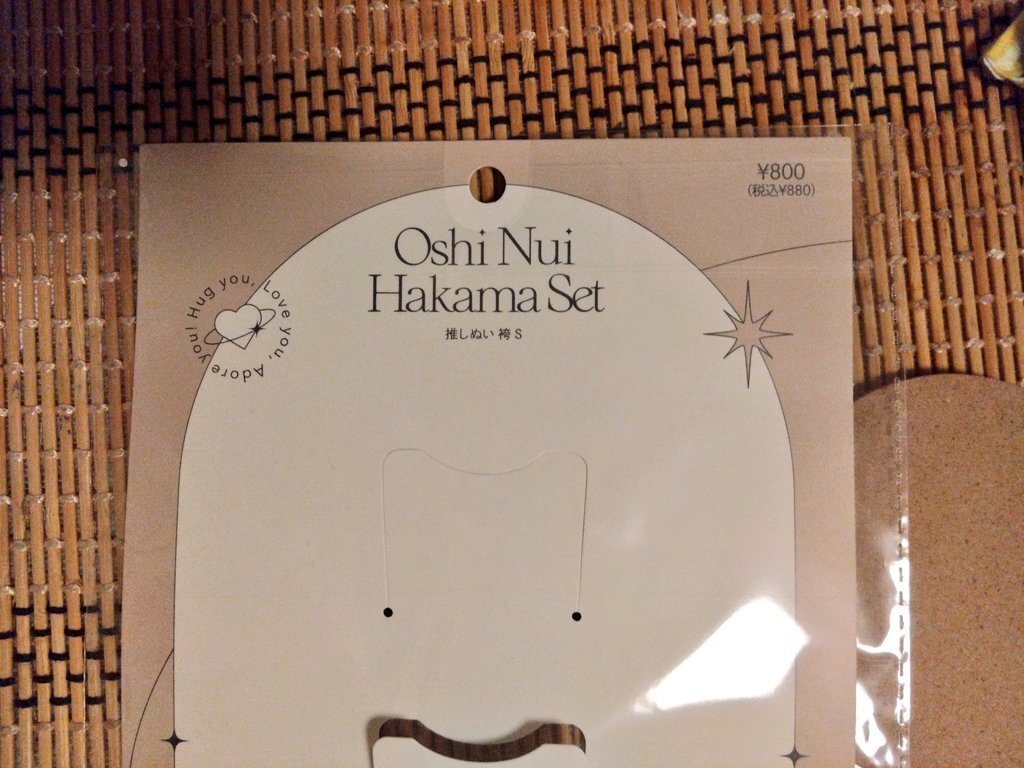 ¥800
(税込¥880)
Oshi Nui
Hakama Set
推しぬい 袴 S
Hug you, Love you, Adore you!